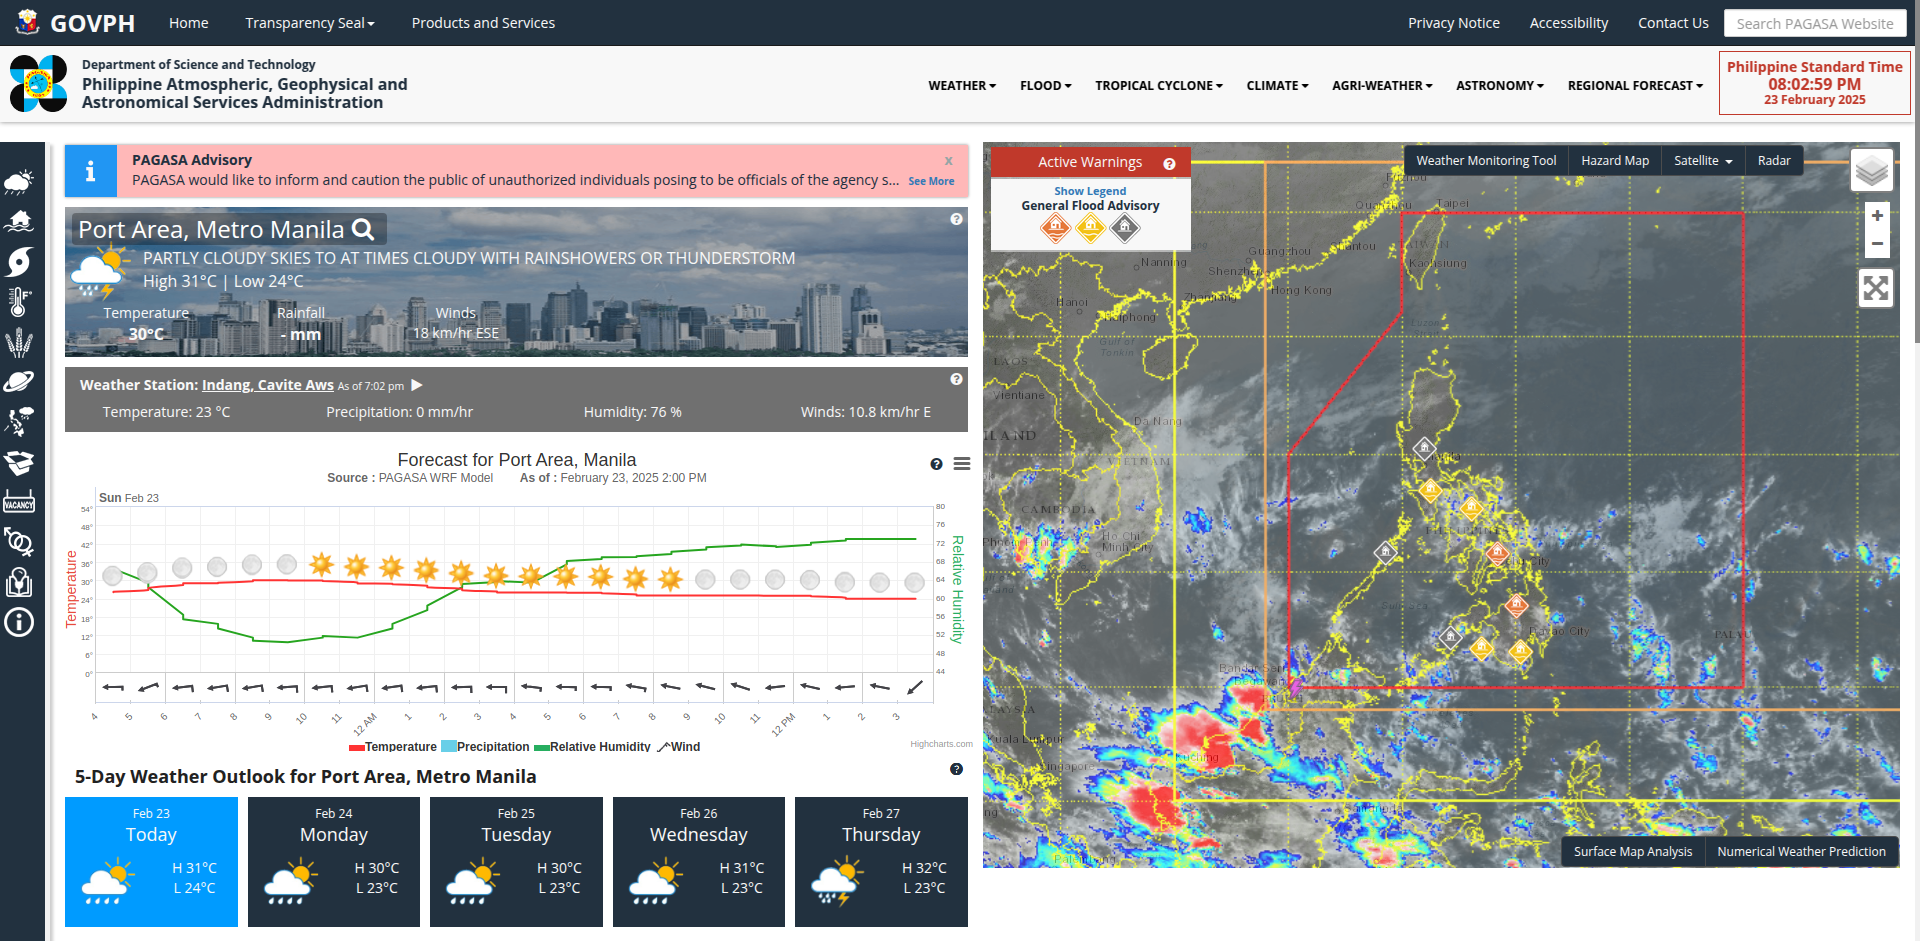 GOVPH
Home
Transparency Seal
Products and Services
Privacy Notice
Accessibility
Contact Us
Search PAGASA Website
Department of Science and Technology
Philippine Atmospheric, Geophysical and
Astronomical Services Administration
WEATHER
FLOOD
TROPICAL CYCLONE
CLIMATE
AGRI-WEATHER
ASTRONOMY
REGIONAL FORECAST
Philippine Standard Time
08:02:59 PM
23 February 2025
PAGASA Advisory
x
PAGASA would like to inform and caution the public of unauthorized individuals posing to be officials of the agency s...
See More
Port Area, Metro Manila
PARTLY CLOUDY SKIES TO AT TIMES CLOUDY WITH RAINSHOWERS OR THUNDERSTORM
High 31°C | Low 24°C
Temperature
Rainfall
Winds
30°C
- mm
18 km/hr ESE
Weather Station: Indang, Cavite Aws As of 7:02 pm
Temperature: 23 °C
Precipitation: 0 mm/hr
Humidity: 76 %
Winds: 10.8 km/hr E
VACANCY
Forecast for Port Area, Manila
Source : PAGASA WRF Model As of : February 23, 2025 2:00 PM
Sun Feb 23
Temperature
54°
48°
42°
36°
30°
24°
18°
12°
6°
0°
80
76
72
68
64
60
56
52
48
44
Relative Humidity
4 5 6 7 8 9 10 11 12 AM 1 2 3 4 5 6 7 8 9 10 11 12 PM 1 2 3
Temperature Precipitation Relative Humidity Wind
Highcharts.com
5-Day Weather Outlook for Port Area, Metro Manila
Feb 23
Today
H 31°C
L 24°C
Feb 24
Monday
H 30°C
L 23°C
Feb 25
Tuesday
H 30°C
L 23°C
Feb 26
Wednesday
H 31°C
L 23°C
Feb 27
Thursday
H 32°C
L 23°C
Active Warnings
Show Legend
General Flood Advisory
Weather Monitoring Tool
Hazard Map
Satellite
Radar
+
−
Taipei
TAIWAN
Kaohsiung
Guangzhou
Shantou
Nanning
Shenzhen
Hong Kong
Zhanjiang
Hanoi
Haiphong
Gulf of
Tonkin
LAOS
Vientiane
Da Nang
VIETNAM
CAMBODIA
Ho Chi
Minh City
Davao City
PALAU
Kuala Lumpur
Singapore
Kuching
Surface Map Analysis
Numerical Weather Prediction